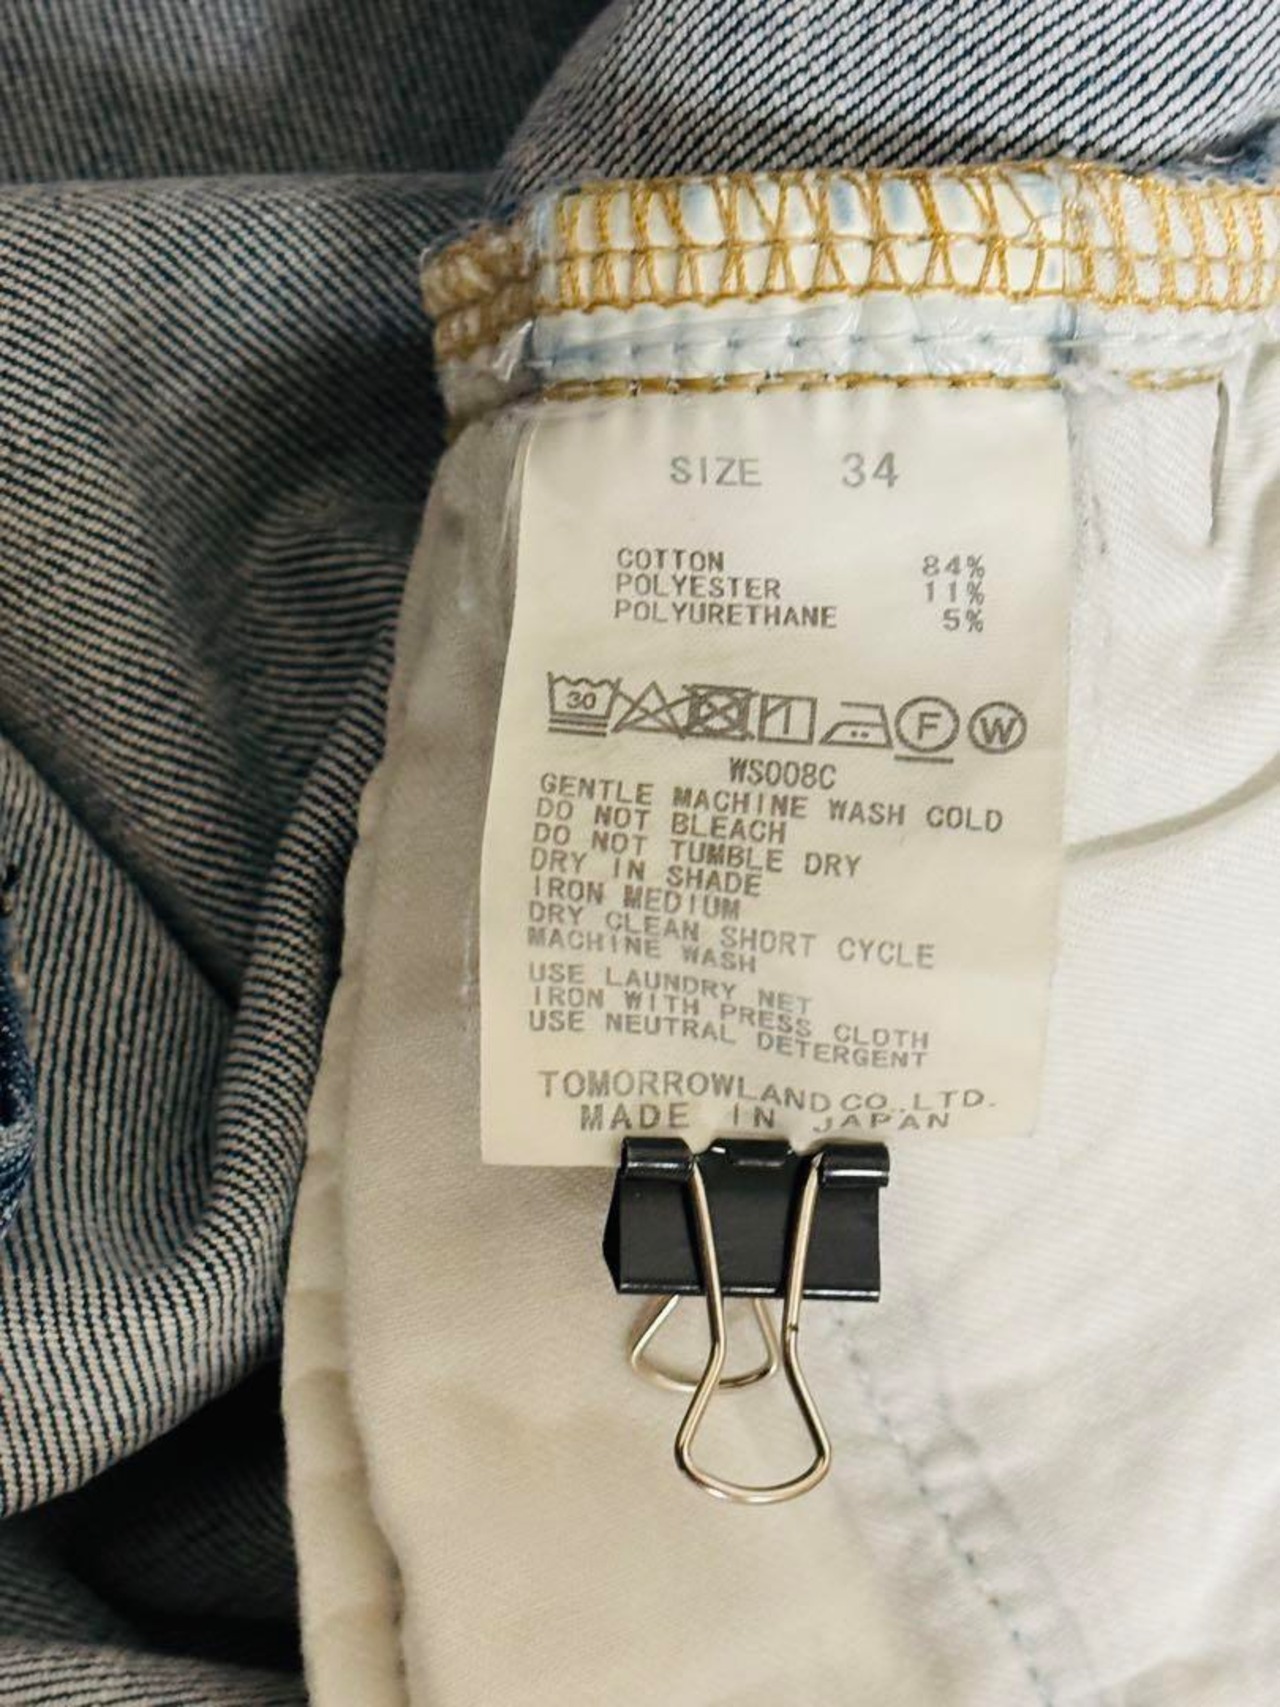 SIZE 34
COTTON 84%
POLYESTER 11%
POLYURETHANE 5%
30 F W
WS008C
GENTLE MACHINE WASH COLD
DO NOT BLEACH
DO NOT TUMBLE DRY
DRY IN SHADE
IRON MEDIUM
DRY CLEAN SHORT CYCLE
MACHINE WASH
USE LAUNDRY NET
IRON WITH PRESS CLOTH
USE NEUTRAL DETERGENT
TOMORROWLAND CO.,LTD.
MADE IN JAPAN